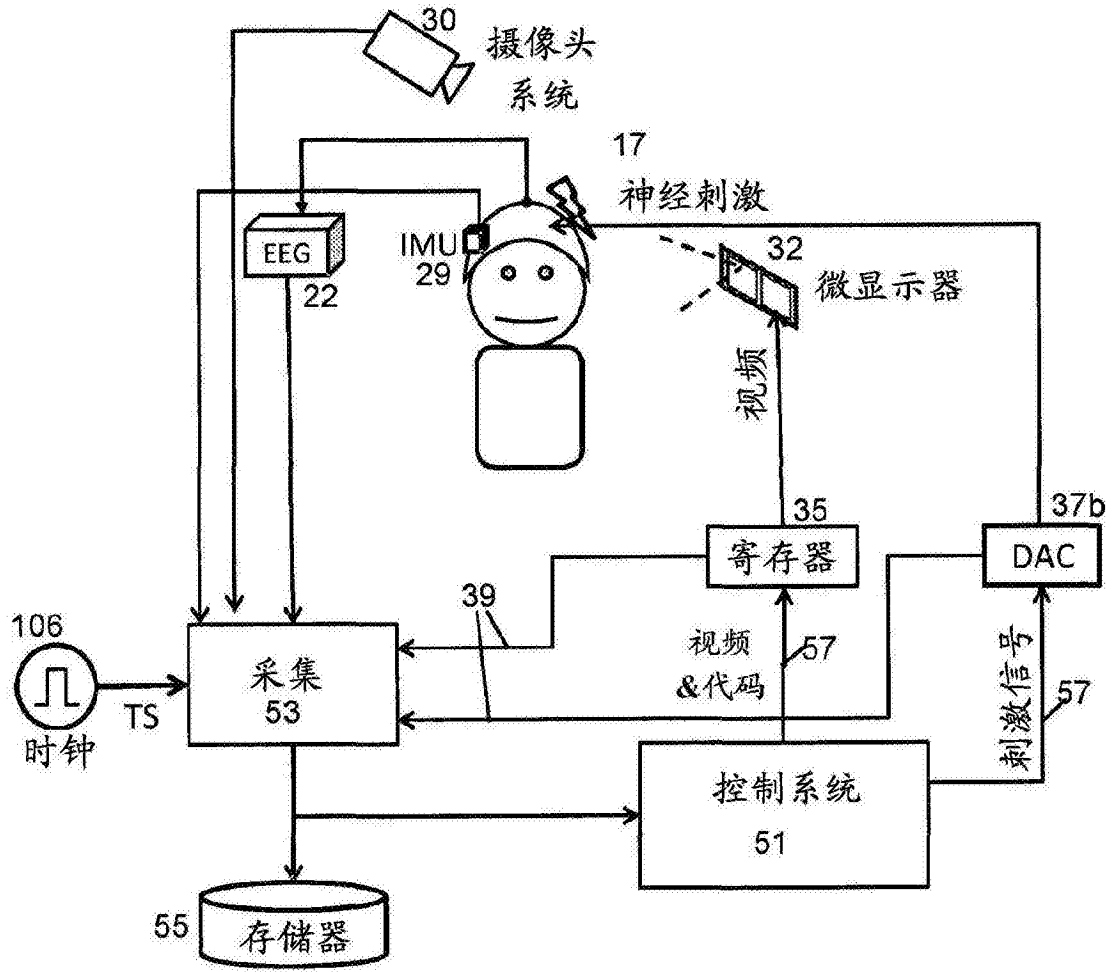 30
摄像头
系统
17
神经刺激
EEG
22
IMU
29
32
微显示器
视频
35
寄存器
37b
DAC
39
106
TS
时钟
采集
53
视频
&代码
57
刺激信号
57
控制系统
51
55
存储器